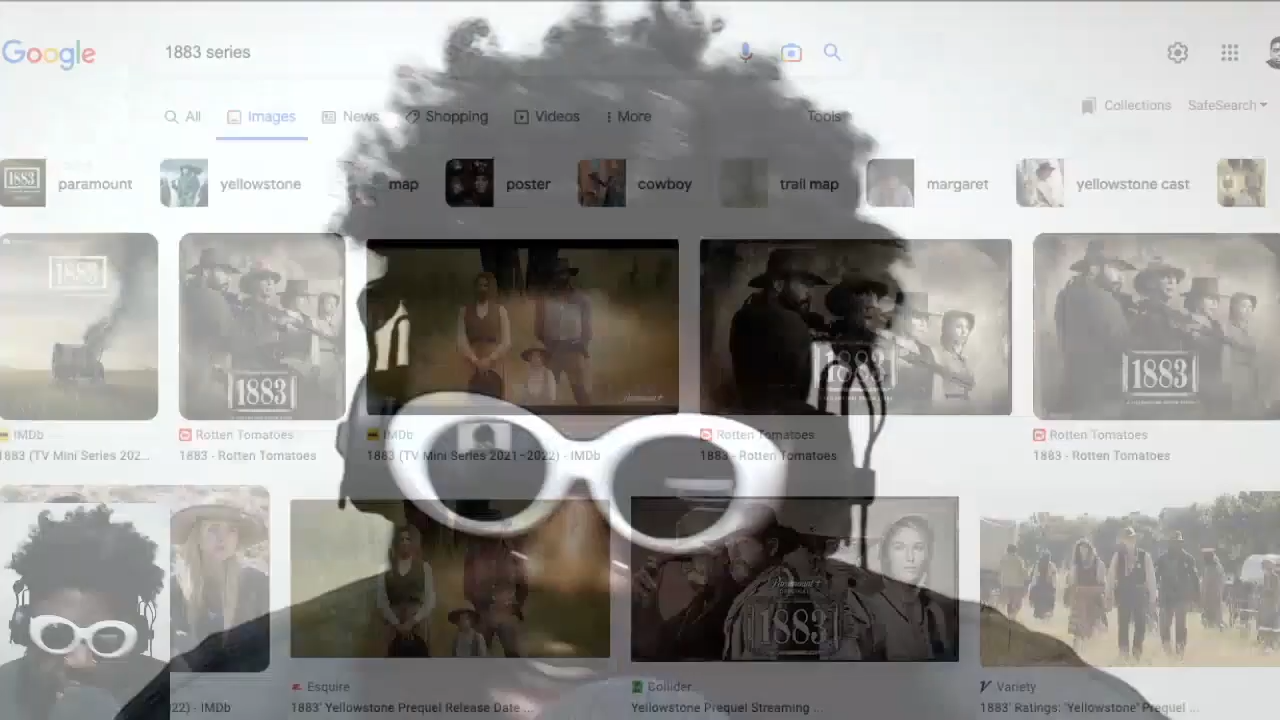 Google
1883 series
All
Images
News
Shopping
Videos
More
Tools
Collections
SafeSearch
1883
paramount
yellowstone
map
poster
cowboy
trail map
margaret
yellowstone cast
1883
1883
1883
1883
IMDb
Rotten Tomatoes
IMDb
Rotten Tomatoes
Rotten Tomatoes
1883 (TV Mini Series 202...
1883 - Rotten Tomatoes
1883 (TV Mini Series 2021–2022) - IMDb
1883 - Rotten Tomatoes
1883 - Rotten Tomatoes
Paramount+
1883
Esquire
Collider
Variety
22) - IMDb
1883' Yellowstone Prequel Release Date ...
Yellowstone Prequel Streaming ...
1883' Ratings: 'Yellowstone' Prequel ...